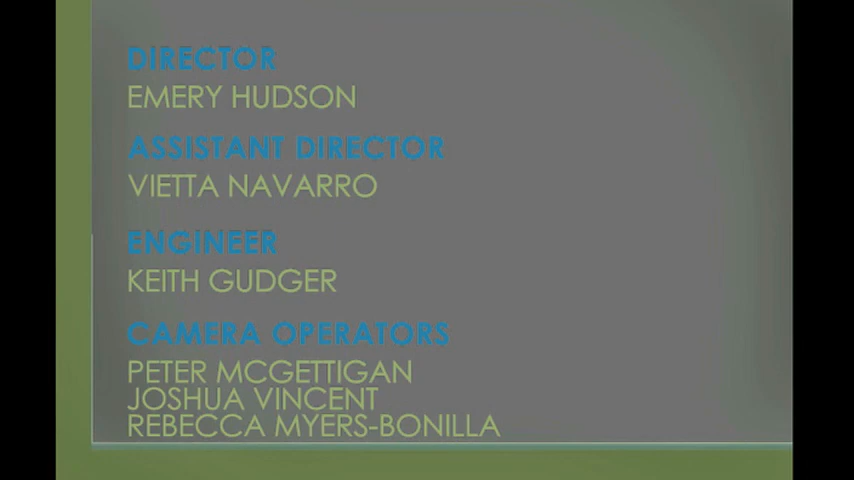 DIRECTOR
EMERY HUDSON
ASSISTANT DIRECTOR
VIETTA NAVARRO
ENGINEER
KEITH GUDGER
CAMERA OPERATORS
PETER MCGETTIGAN
JOSHUA VINCENT
REBECCA MYERS-BONILLA